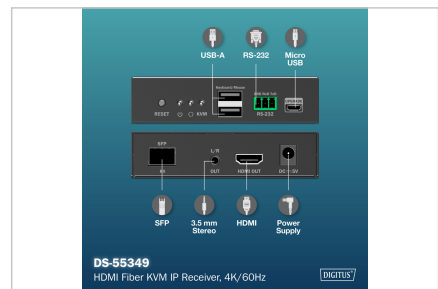 USB-A
RS-232
Micro
USB
Keyboard/Mouse
RESET
KVM
RS-232
SFP
L/R
IN
OUT
HDMI OUT
DC 5V
SFP
3.5 mm
Stereo
HDMI
Power
Supply
DS-55349
HDMI Fiber KVM IP Receiver, 4K/60Hz
DIGITUS